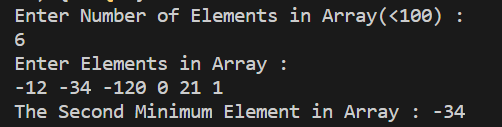 Enter Number of Elements in Array(<100) :
6
Enter Elements in Array :
-12 -34 -120 0 21 1
The Second Minimum Element in Array : -34